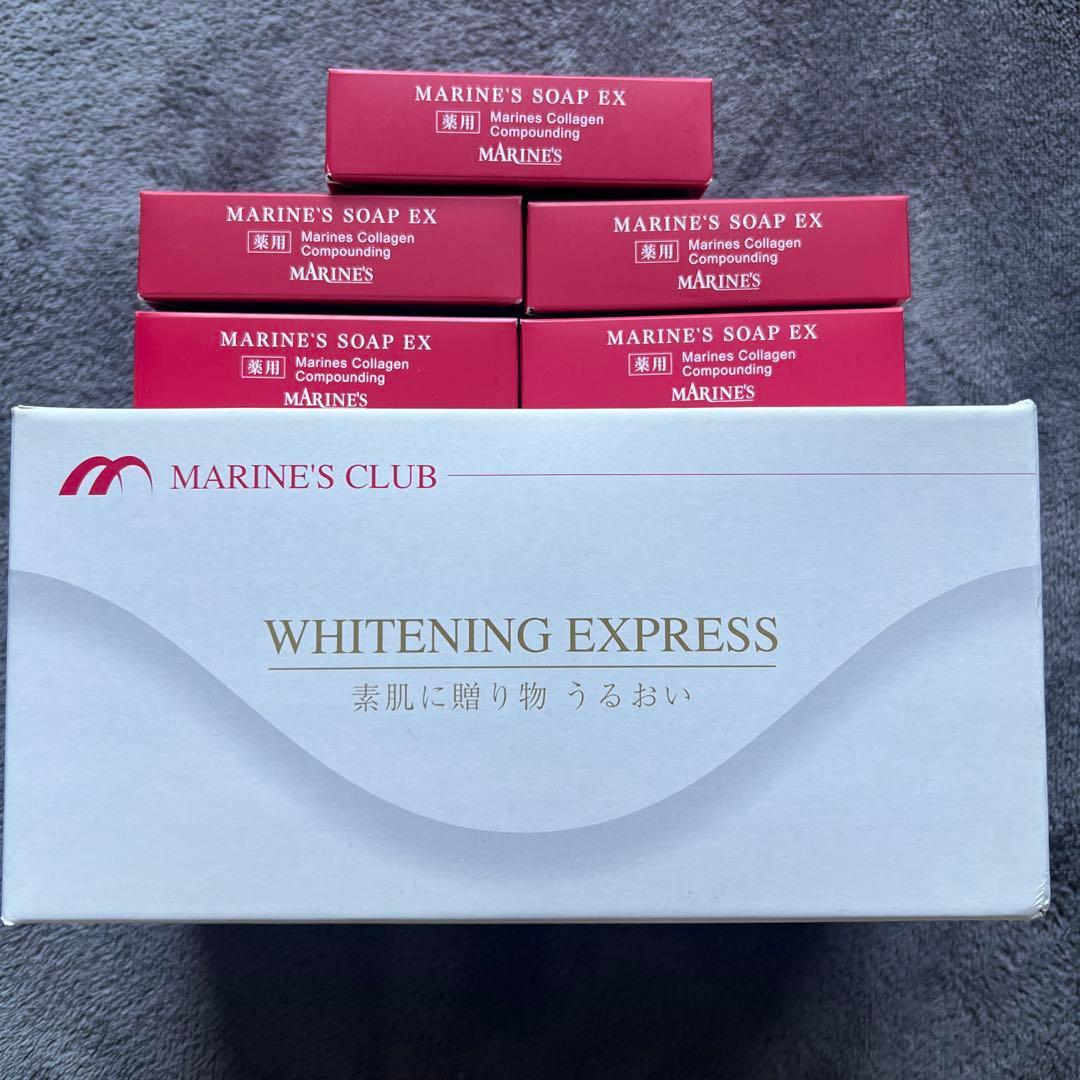 MARINE'S SOAP EX
薬用 Marines Collagen
Compounding
MARINE'S
MARINE'S SOAP EX
薬用 Marines Collagen
Compounding
MARINE'S
MARINE'S SOAP EX
薬用 Marines Collagen
Compounding
MARINE'S
MARINE'S SOAP EX
薬用 Marines Collagen
Compounding
MARINE'S
MARINE'S SOAP EX
薬用 Marines Collagen
Compounding
MARINE'S
MARINE'S CLUB
WHITENING EXPRESS
素肌に贈り物 うるおい